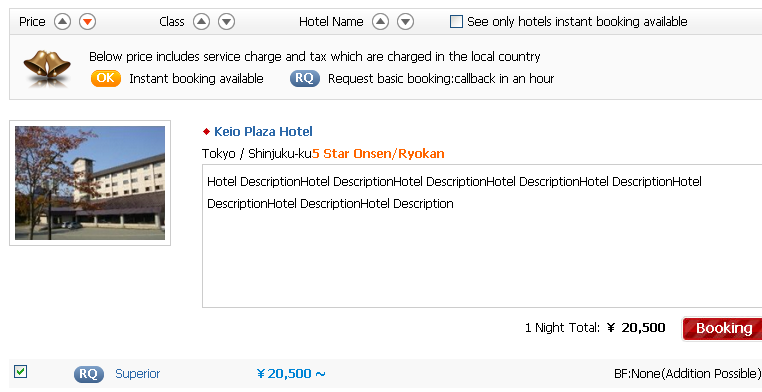 Price Class Hotel Name See only hotels instant booking available
Below price includes service charge and tax which are charged in the local country
OK Instant booking available RQ Request basic booking:callback in an hour
Keio Plaza Hotel
Tokyo / Shinjuku-ku5 Star Onsen/Ryokan
Hotel DescriptionHotel DescriptionHotel DescriptionHotel DescriptionHotel DescriptionHotel
DescriptionHotel DescriptionHotel Description
1 Night Total: ¥ 20,500 Booking
RQ Superior ¥ 20,500 ~ BF:None(Addition Possible)